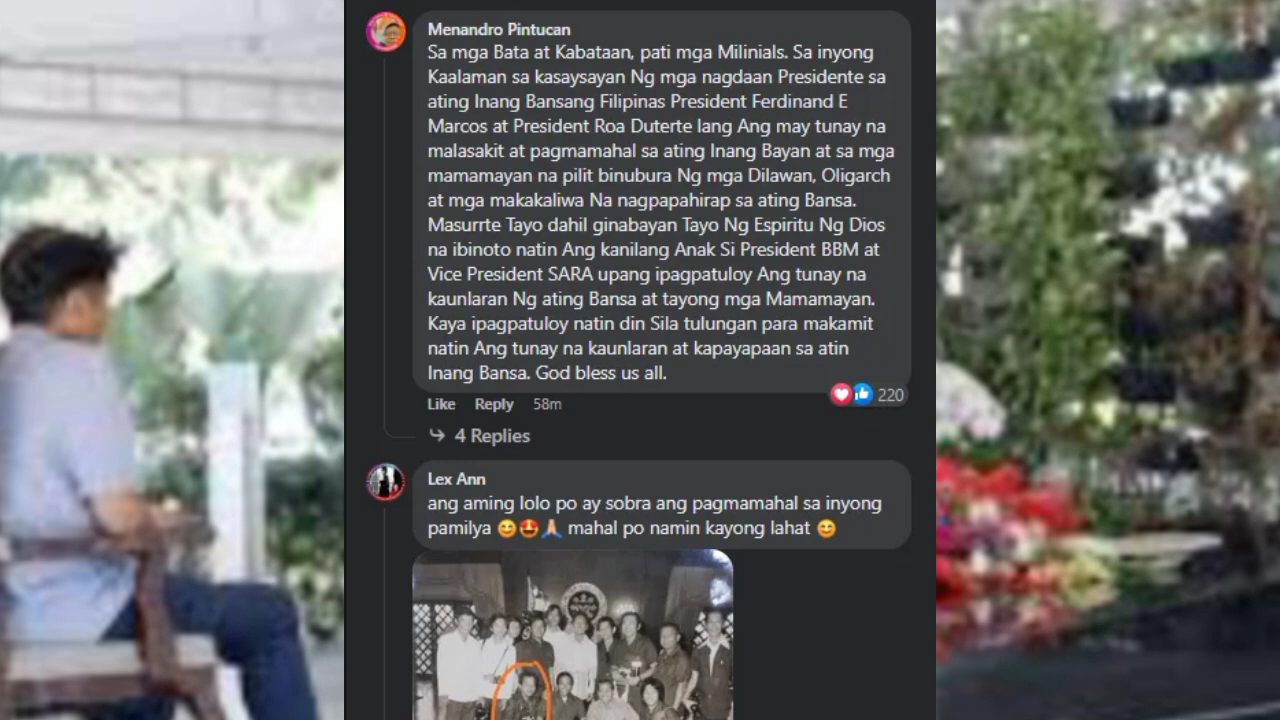 Menandro Pintucan
Sa mga Bata at Kabataan, pati mga Milinials. Sa inyong
Kaalaman sa kasaysayan Ng mga nagdaan Presidente sa
ating Inang Bansang Filipinas President Ferdinand E
Marcos at President Roa Duterte lang Ang may tunay na
malasakit at pagmamahal sa ating Inang Bayan at sa mga
mamamayan na pilit binubura Ng mga Dilawan, Oligarch
at mga makakaliwa Na nagpapahirap sa ating Bansa.
Masurrte Tayo dahil ginabayan Tayo Ng Espiritu Ng Dios
na ibinoto natin Ang kanilang Anak Si President BBM at
Vice President SARA upang ipagpatuloy Ang tunay na
kaunlaran Ng ating Bansa at tayong mga Mamamayan.
Kaya ipagpatuloy natin din Sila tulungan para makamit
natin Ang tunay na kaunlaran at kapayapaan sa atin
Inang Bansa. God bless us all.
220
Like Reply 58m
4 Replies
Lex Ann
ang aming lolo po ay sobra ang pagmamahal sa inyong
pamilya 😊🤩🙏🏼 mahal po namin kayong lahat 😊